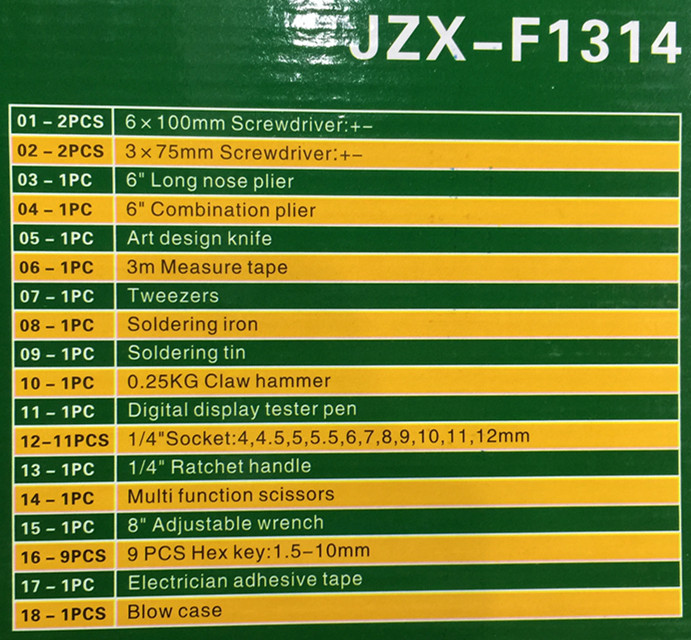 JZX-F1314
01 - 2PCS 6×100mm Screwdriver:+-
02 - 2PCS 3×75mm Screwdriver:+-
03 - 1PC 6" Long nose plier
04 - 1PC 6" Combination plier
05 - 1PC Art design knife
06 - 1PC 3m Measure tape
07 - 1PC Tweezers
08 - 1PC Soldering iron
09 - 1PC Soldering tin
10 - 1PC 0.25KG Claw hammer
11 - 1PC Digital display tester pen
12-11PCS 1/4"Socket:4,4.5,5,5.5,6,7,8,9,10,11,12mm
13 - 1PC 1/4" Ratchet handle
14 - 1PC Multi function scissors
15 - 1PC 8" Adjustable wrench
16 - 9PCS 9 PCS Hex key:1.5-10mm
17 - 1PC Electrician adhesive tape
18 - 1PCS Blow case